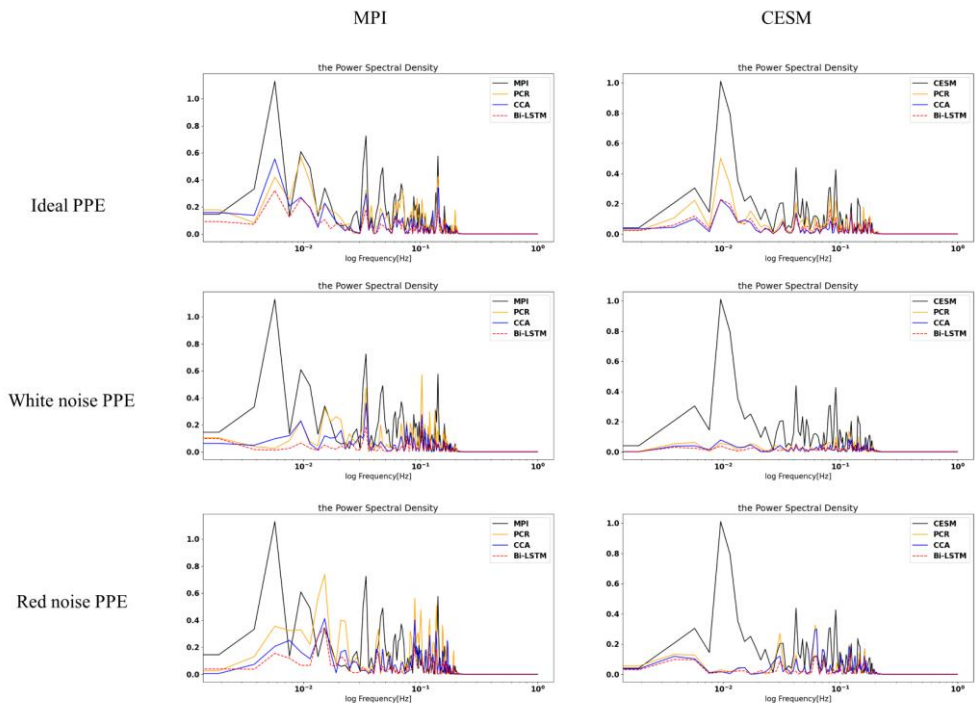 MPI
CESM
Ideal PPE
the Power Spectral Density
1.0
0.8
0.6
0.4
0.2
0.0
10⁻²
10⁻¹
10⁰
log Frequency[Hz]
MPI
PCR
CCA
Bi-LSTM
the Power Spectral Density
1.0
0.8
0.6
0.4
0.2
0.0
10⁻²
10⁻¹
10⁰
log Frequency[Hz]
CESM
PCR
CCA
Bi-LSTM
White noise PPE
the Power Spectral Density
1.0
0.8
0.6
0.4
0.2
0.0
10⁻²
10⁻¹
10⁰
log Frequency[Hz]
MPI
PCR
CCA
Bi-LSTM
the Power Spectral Density
1.0
0.8
0.6
0.4
0.2
0.0
10⁻²
10⁻¹
10⁰
log Frequency[Hz]
CESM
PCR
CCA
Bi-LSTM
Red noise PPE
the Power Spectral Density
1.0
0.8
0.6
0.4
0.2
0.0
10⁻²
10⁻¹
10⁰
log Frequency[Hz]
MPI
PCR
CCA
Bi-LSTM
the Power Spectral Density
1.0
0.8
0.6
0.4
0.2
0.0
10⁻²
10⁻¹
10⁰
log Frequency[Hz]
CESM
PCR
CCA
Bi-LSTM